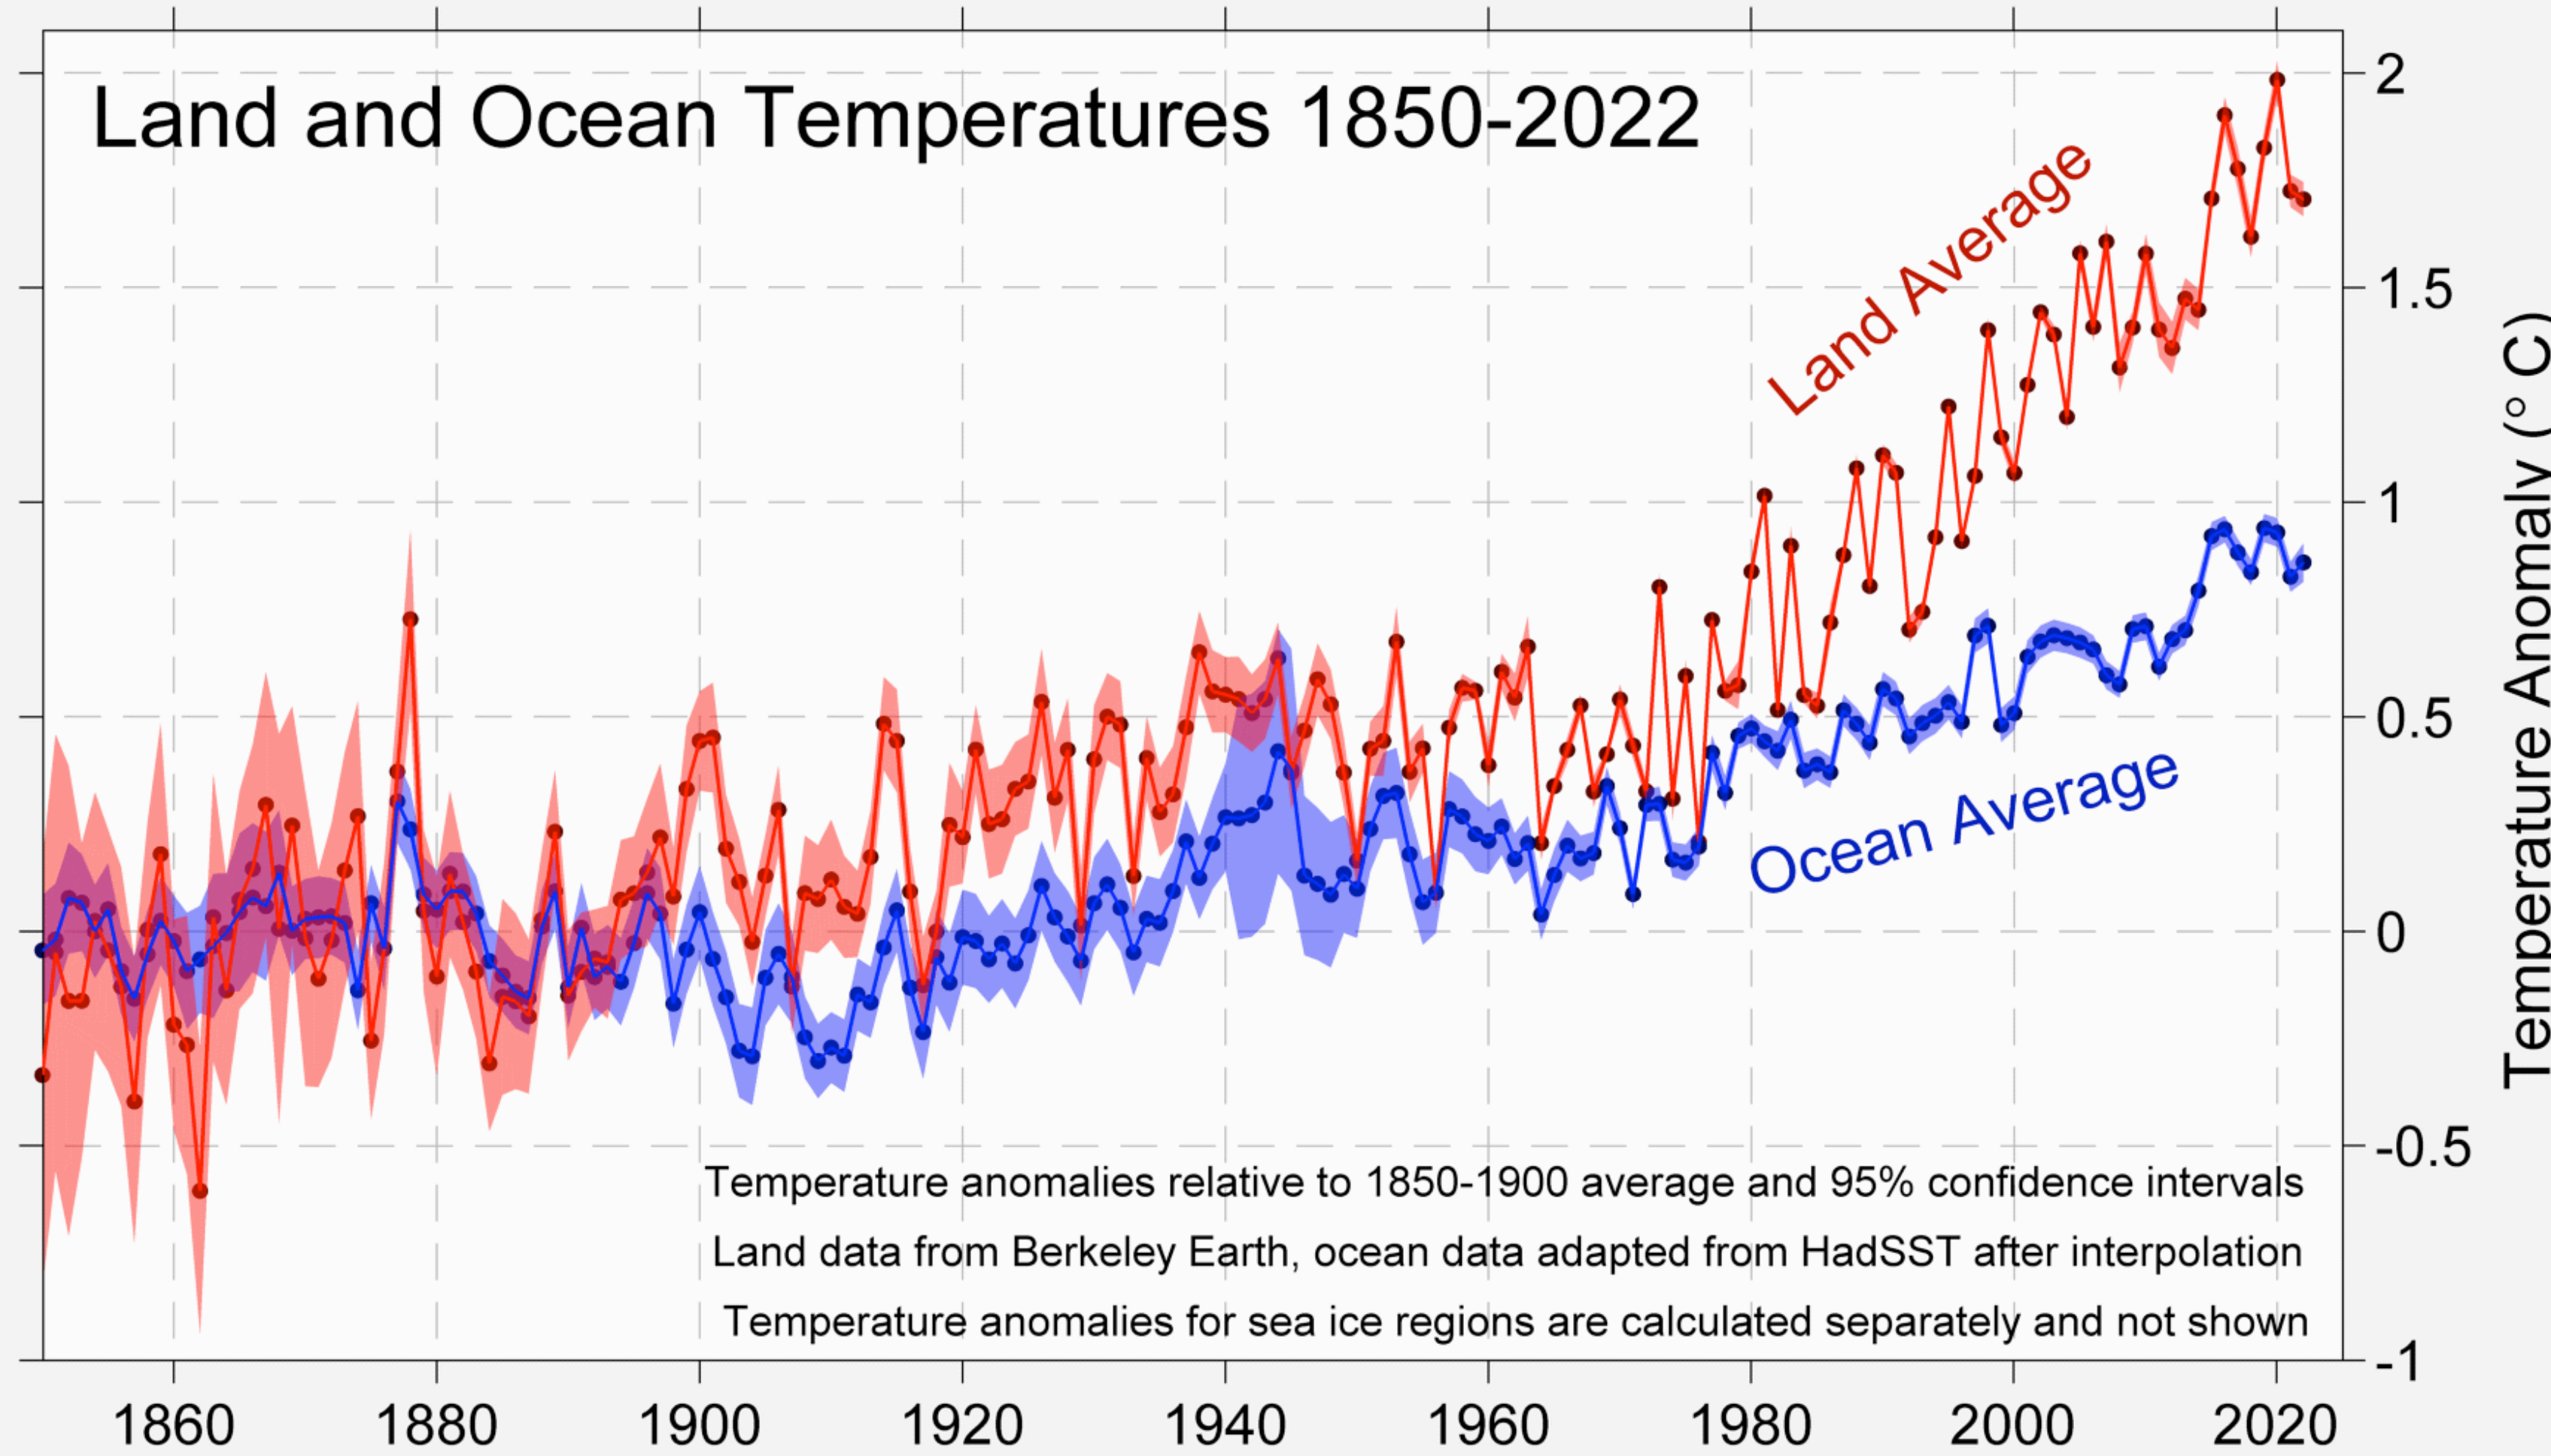 Land and Ocean Temperatures 1850-2022
Land Average
Ocean Average
2
1.5
1
0.5
0
-0.5
-1
Temperature Anomaly (° C)
Temperature anomalies relative to 1850-1900 average and 95% confidence intervals
Land data from Berkeley Earth, ocean data adapted from HadSST after interpolation
Temperature anomalies for sea ice regions are calculated separately and not shown
1860 1880 1900 1920 1940 1960 1980 2000 2020